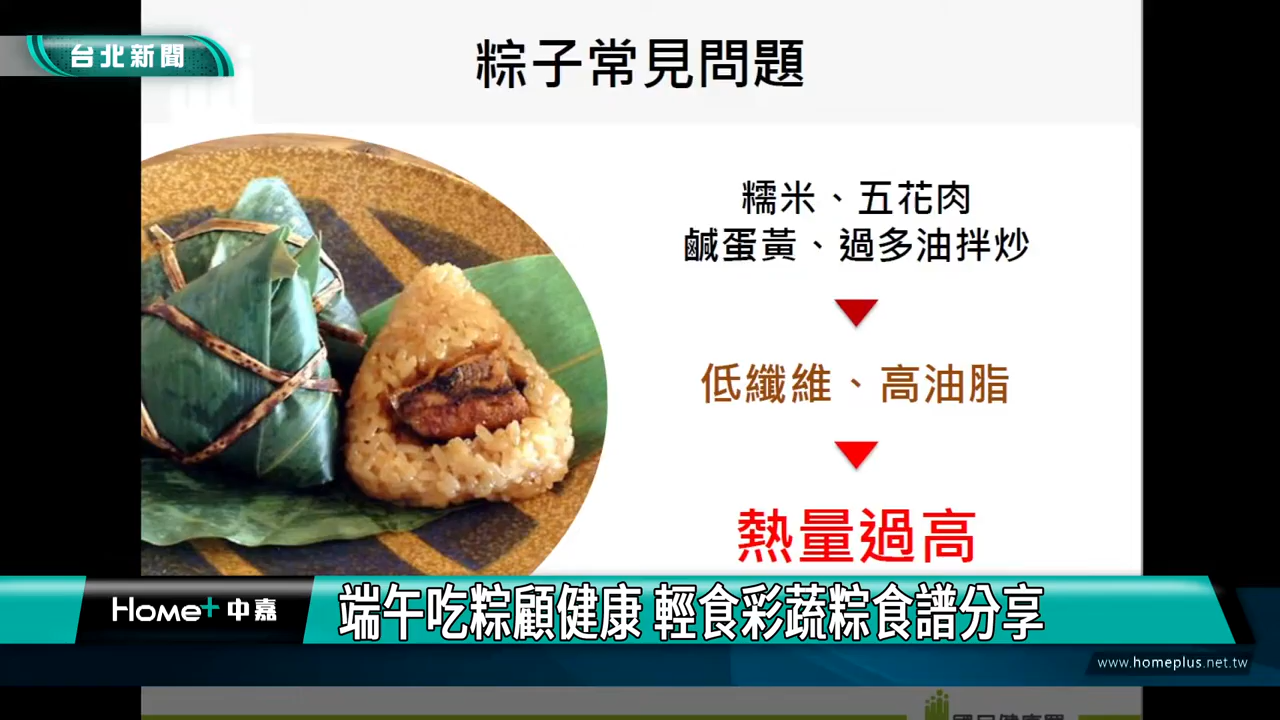 台北新聞
粽子常見問題
糯米、五花肉
鹹蛋黃、過多油拌炒
低纖維、高油脂
熱量過高
Home+中嘉
端午吃粽顧健康 輕食彩蔬粽食譜分享
www.homeplus.net.tw